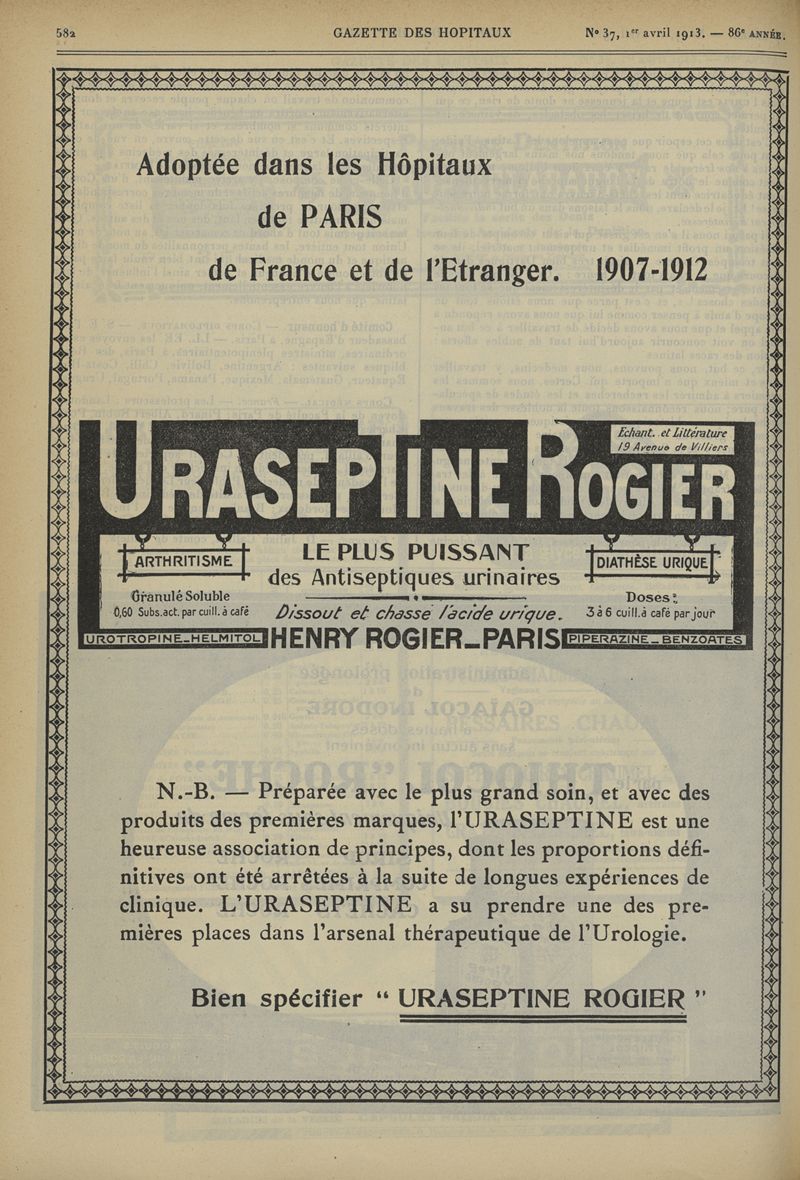 582
GAZETTE DES HOPITAUX
N° 37, 1er avril 1913. — 86e ANNÉE.
Adoptée dans les Hôpitaux
de PARIS
de France et de l'Etranger. 1907-1912
Echant. et Littérature
19 Avenue de Villiers
URASEPTINE ROGIER
ARTHRITISME
LE PLUS PUISSANT
des Antiseptiques urinaires
DIATHÈSE URIQUE
Granulé Soluble
0,60 Subs.act. par cuill. à café
Dissout et chasse l'acide urique.
Doses:
3 à 6 cuill. à café par jour
UROTROPINE_HELMITOL
HENRY ROGIER_PARIS
PIPERAZINE_BENZOATES
N.-B. — Préparée avec le plus grand soin, et avec des
produits des premières marques, l'URASEPTINE est une
heureuse association de principes, dont les proportions défi-
nitives ont été arrêtées à la suite de longues expériences de
clinique. L'URASEPTINE a su prendre une des pre-
mières places dans l'arsenal thérapeutique de l'Urologie.
Bien spécifier “ URASEPTINE ROGIER ”